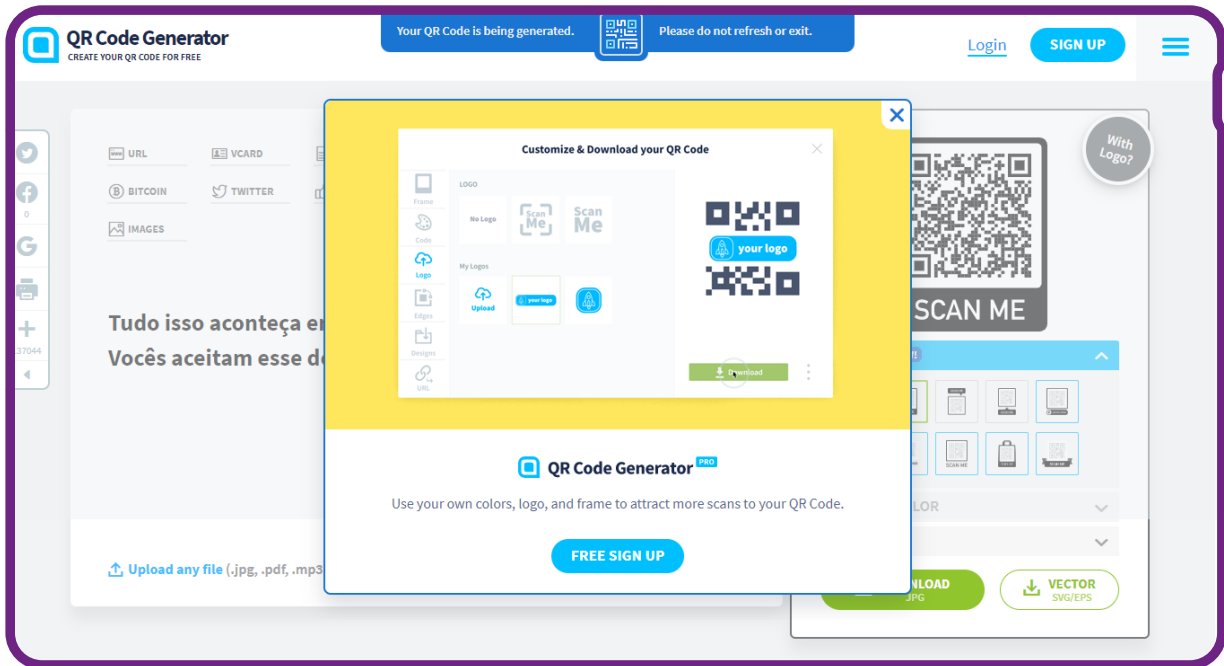 QR Code Generator
CREATE YOUR QR CODE FOR FREE
Your QR Code is being generated.
Please do not refresh or exit.
Login
SIGN UP
URL
VCARD
BITCOIN
TWITTER
IMAGES
0
37044
Tudo isso aconteça
Vocês aceitam esse
Upload any file (.jpg, .pdf, .mp3
Customize & Download your QR Code
Frame
Code
Logo
Edges
Designs
URL
LOGO
No Logo
Scan Me
Scan Me
My Logos
Upload
your logo
your logo
Download
QR Code Generator PRO
Use your own colors, logo, and frame to attract more scans to your QR Code.
FREE SIGN UP
With Logo?
SCAN ME
SCAN ME
LOR
NLOAD
JPG
VECTOR
SVG/EPS